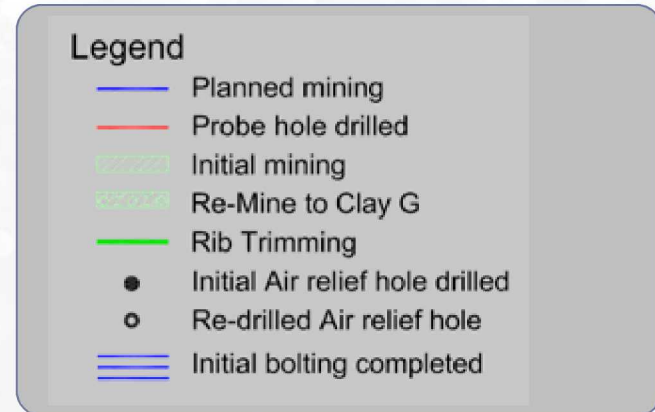 Legend
Planned mining
Probe hole drilled
Initial mining
Re-Mine to Clay G
Rib Trimming
Initial Air relief hole drilled
Re-drilled Air relief hole
Initial bolting completed